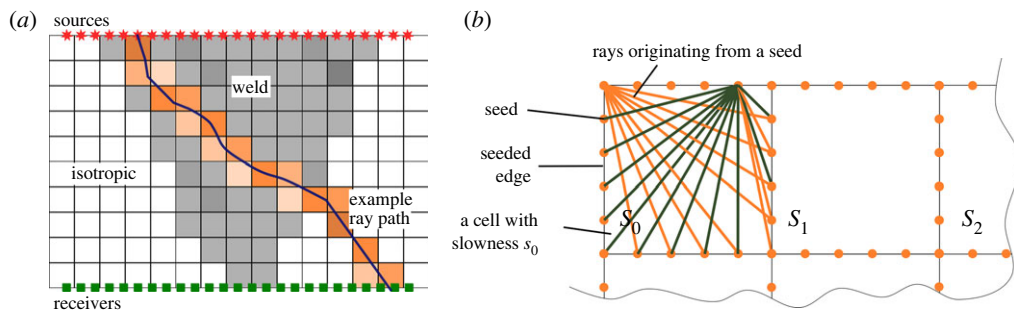 (a)
sources
weld
isotropic
example
ray path
receivers
(b)
rays originating from a seed
seed
seeded
edge
a cell with
slowness s0
S0
S1
S2